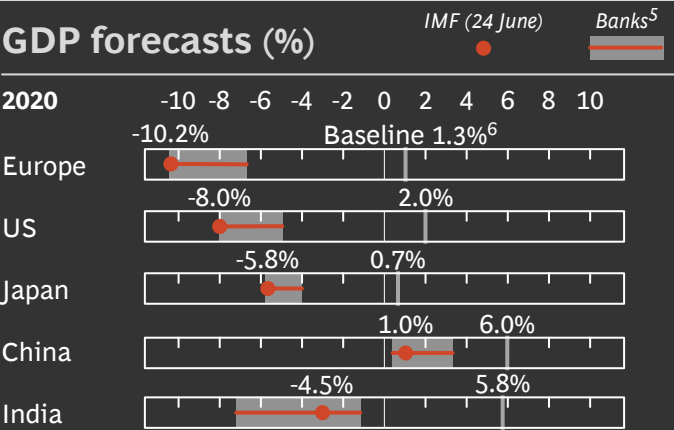 GDP forecasts (%)
IMF (24 June)
Banks5
2020 -10 -8 -6 -4 -2 0 2 4 6 8 10
-10.2% Baseline 1.3%6
Europe
-8.0% 2.0%
US
-5.8% 0.7%
Japan
1.0% 6.0%
China
-4.5% 5.8%
India